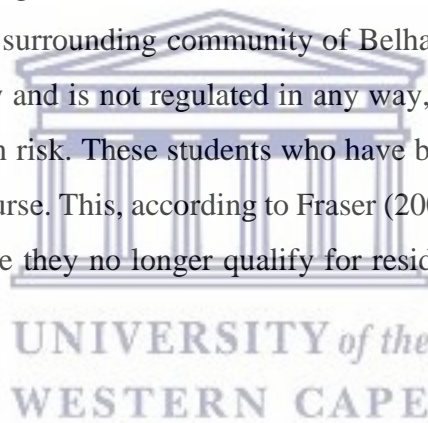 surrounding community of Belha
and is not regulated in any way,
risk. These students who have b
urse. This, according to Fraser (200
they no longer qualify for resid
UNIVERSITY of the
WESTERN CAPE